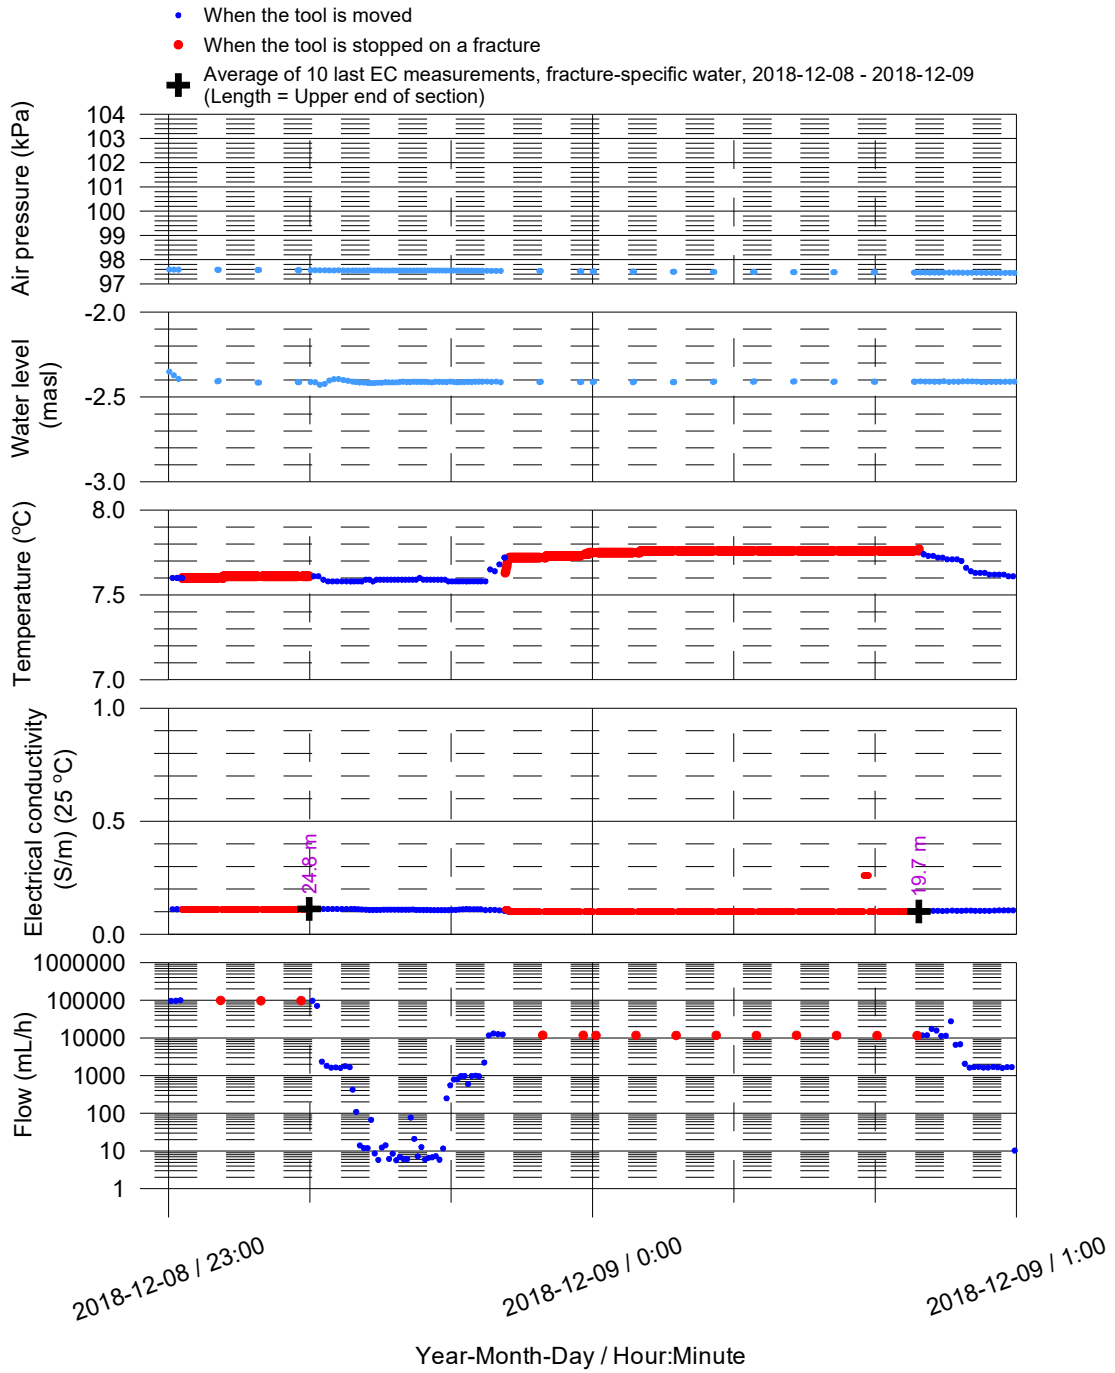 When the tool is moved
When the tool is stopped on a fracture
Average of 10 last EC measurements, fracture-specific water, 2018-12-08 - 2018-12-09
(Length = Upper end of section)
Air pressure (kPa)
104
103
102
101
100
99
98
97
Water level
(masl)
-2.0
-2.5
-3.0
Temperature (°C)
8.0
7.5
7.0
Electrical conductivity
(S/m) (25 °C)
1.0
0.5
0.0
24.8 m
19.7 m
Flow (mL/h)
1000000
100000
10000
1000
100
10
1
2018-12-08 / 23:00
2018-12-09 / 0:00
2018-12-09 / 1:00
Year-Month-Day / Hour:Minute